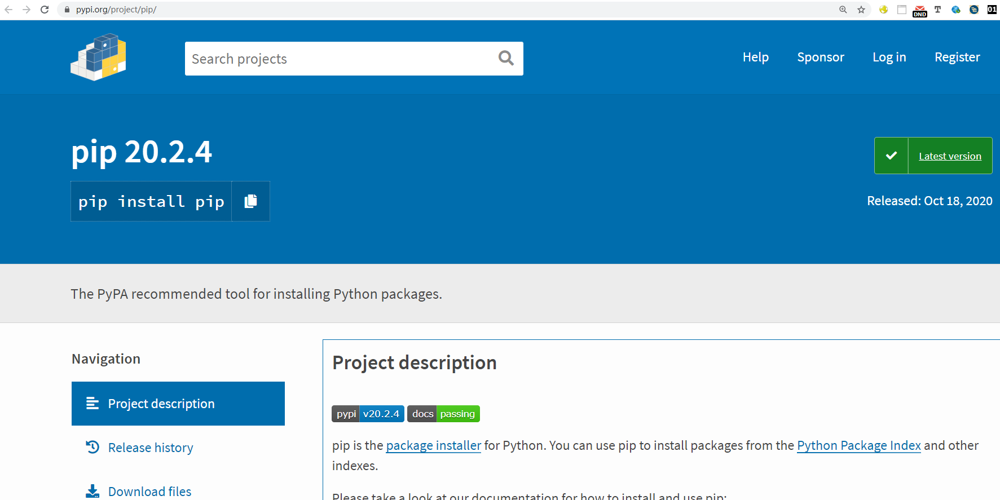 pypi.org/project/pip/
DND
T
01
Search projects
Help
Sponsor
Log in
Register
pip 20.2.4
Latest version
pip install pip
Released: Oct 18, 2020
The PyPA recommended tool for installing Python packages.
Navigation
Project description
Release history
Download files
Project description
pypi v20.2.4 docs passing
pip is the package installer for Python. You can use pip to install packages from the Python Package Index and other
indexes.
Please take a look at our documentation for how to install and use pip: